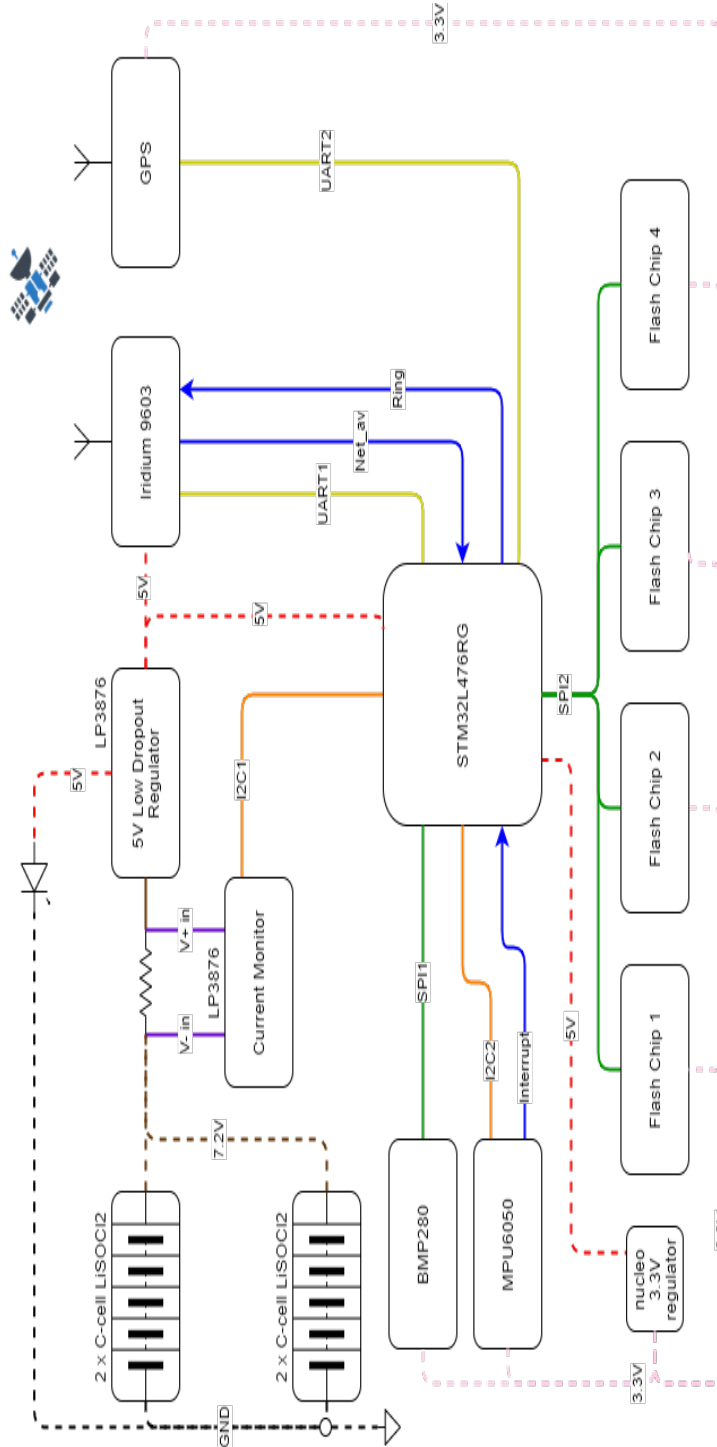 3.3V
GPS
UART2
Iridium 9603
Ring
Net_av
UART1
5V
5V
LP3876
5V Low Dropout
Regulator
5V
I2C1
V+ in
V- in
LP3876
Current Monitor
7.2V
2 x C-cell LiSOCl2
2 x C-cell LiSOCl2
GND
STM32L476RG
SPI1
I2C2
Interrupt
BMP280
MPU6050
SPI2
5V
nucleo
3.3V
regulator
3.3V
Flash Chip 1
Flash Chip 2
Flash Chip 3
Flash Chip 4